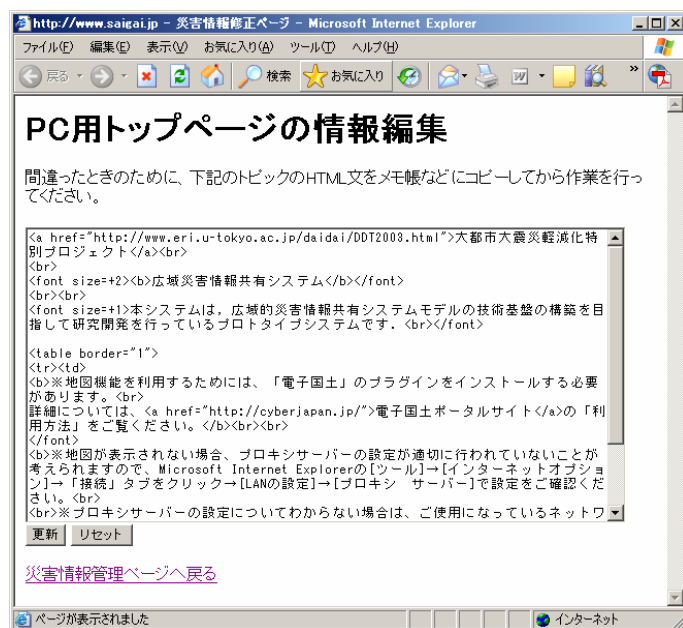 http://www.saigai.jp - 災害情報修正ページ - Microsoft Internet Explorer
ファイル(F) 編集(E) 表示(V) お気に入り(A) ツール(T) ヘルプ(H)
戻る 検索 お気に入り
PC用トップページの情報編集
間違ったときのために、下記のトピックのHTML文をメモ帳などにコピーしてから作業を行っ
てください。
<a href="http://www.eri.u-tokyo.ac.jp/daidai/DDT2003.html">大都市大震災軽減化特
別プロジェクト</a><br>
<br>
<font size=+2><b>広域災害情報共有システム</b></font>
<br><br>
<font size=+1>本システムは，広域的災害情報共有システムモデルの技術基盤の構築を目
指して研究開発を行っているプロトタイプシステムです．<br></font>
<table border="1">
<tr><td>
<b>※地図機能を利用するためには、「電子国土」のプラグインをインストールする必要
があります。<br>
詳細については、<a href="http://cyberjapan.jp/">電子国土ポータルサイト</a>の「利
用方法」をご覧ください。</b><br><br>
</font>
<b>※地図が表示されない場合、プロキシサーバーの設定が適切に行われていないことが
考えられますので、Microsoft Internet Explorerの[ツール]→[インターネットオプショ
ン]→「接続」タブをクリック→[LANの設定]→[プロキシ　サーバー]で設定をご確認くだ
さい。<br>
<br>※プロキシサーバーの設定についてわからない場合は、ご使用になっているネットワ
更新 リセット
災害情報管理ページへ戻る
ページが表示されました インターネット